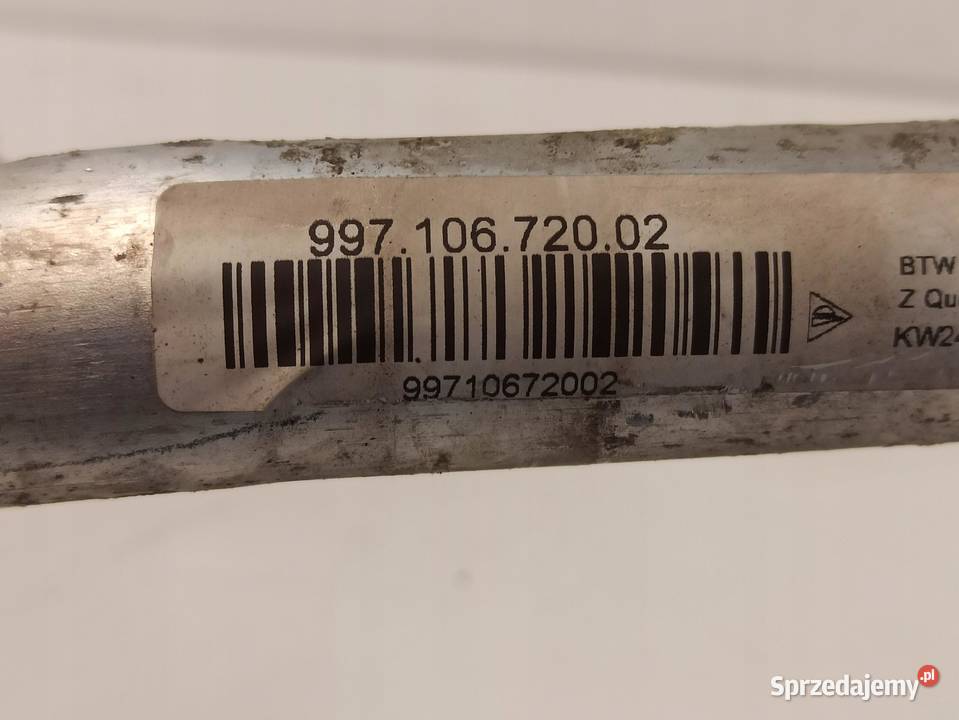 997.106.720.02
99710672002
BTW
Z Qu
KW24
Sprzedajemy.pl